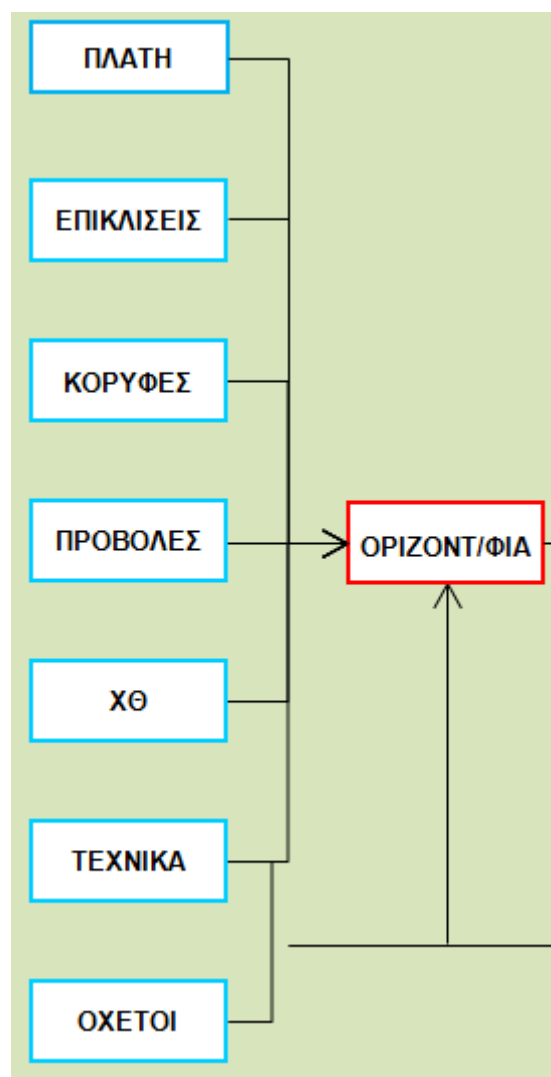 ΠΛΑΤΗ
ΕΠΙΚΛΙΣΕΙΣ
ΚΟΡΥΦΕΣ
ΠΡΟΒΟΛΕΣ
ΟΡΙΖΟΝΤ/ΦΙΑ
ΧΘ
ΤΕΧΝΙΚΑ
ΟΧΕΤΟΙ